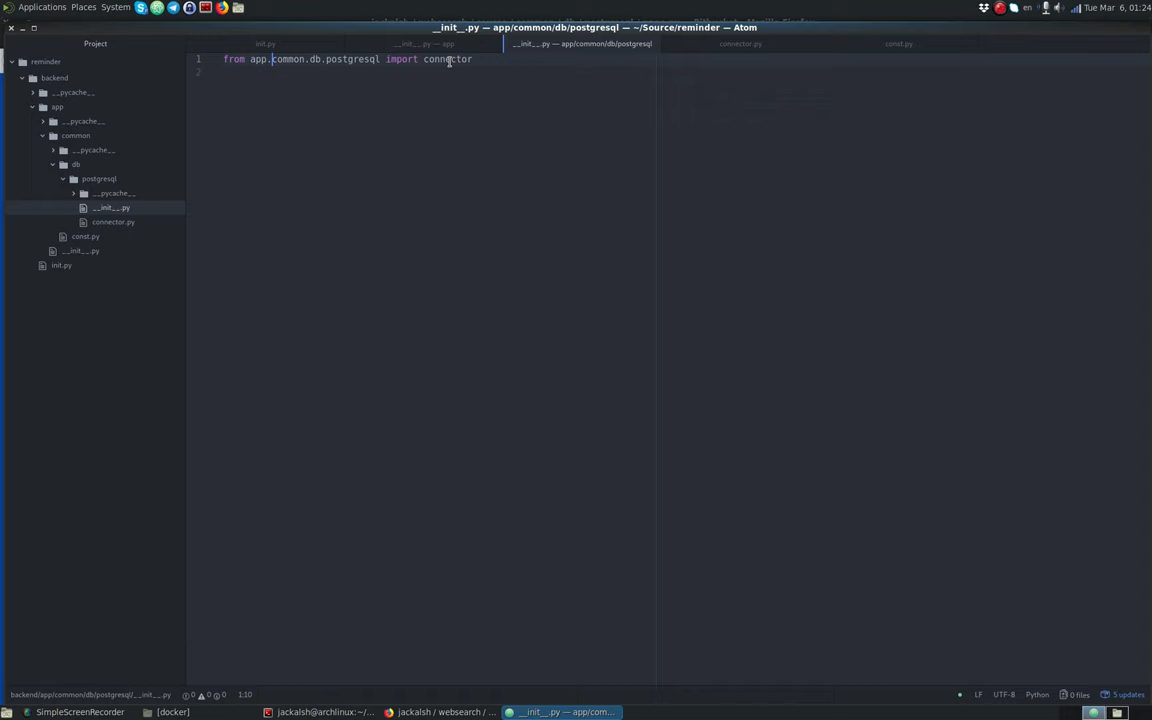 Applications Places System
en
Tue Mar 6, 01:24
__init__.py — app/common/db/postgresql — ~/Source/reminder — Atom
Project
init.py
__init__.py — app
__init__.py — app/common/db/postgresql
connector.py
const.py
reminder
backend
__pycache__
app
__pycache__
common
__pycache__
db
postgresql
__pycache__
__init__.py
connector.py
const.py
__init__.py
init.py
1 from app.common.db.postgresql import connector
2
backend/app/common/db/postgresql/__init__.py 0 0 0 1:10
LF UTF-8 Python 0 files 5 updates
SimpleScreenRecorder
[docker]
jackalsh@archlinux:~/...
jackalsh / websearch / ...
__init__.py — app/com...